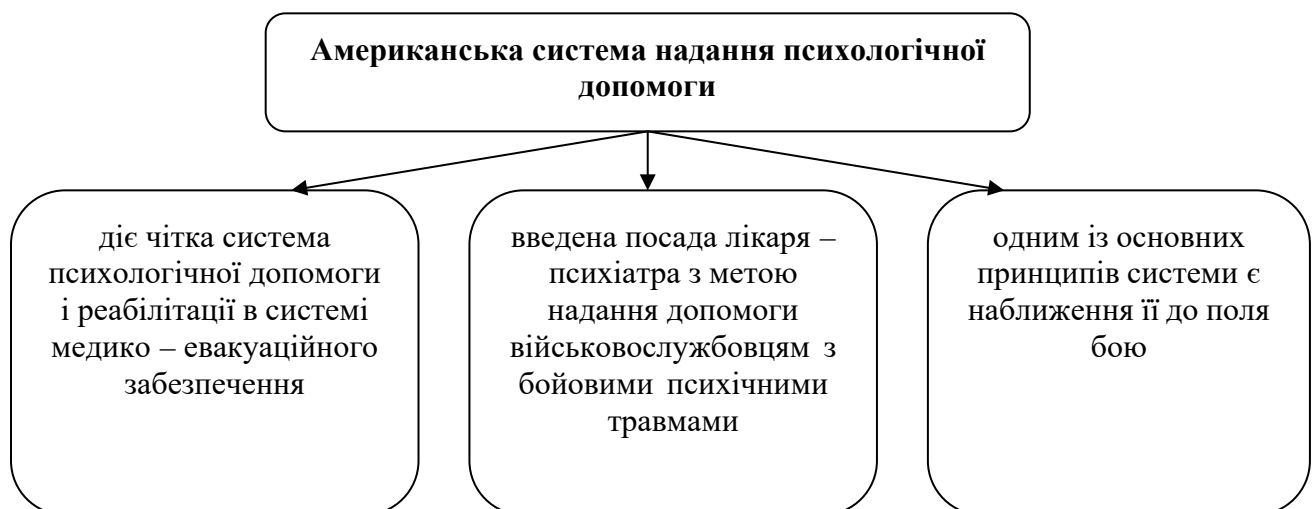 Американська система надання психологічної
допомоги
діє чітка система
психологічної допомоги
і реабілітації в системі
медико – евакуаційного
забезпечення
введена посада лікаря –
психіатра з метою
надання допомоги
військовослужбовцям з
бойовими психічними
травмами
одним із основних
принципів системи є
наближення її до поля
бою